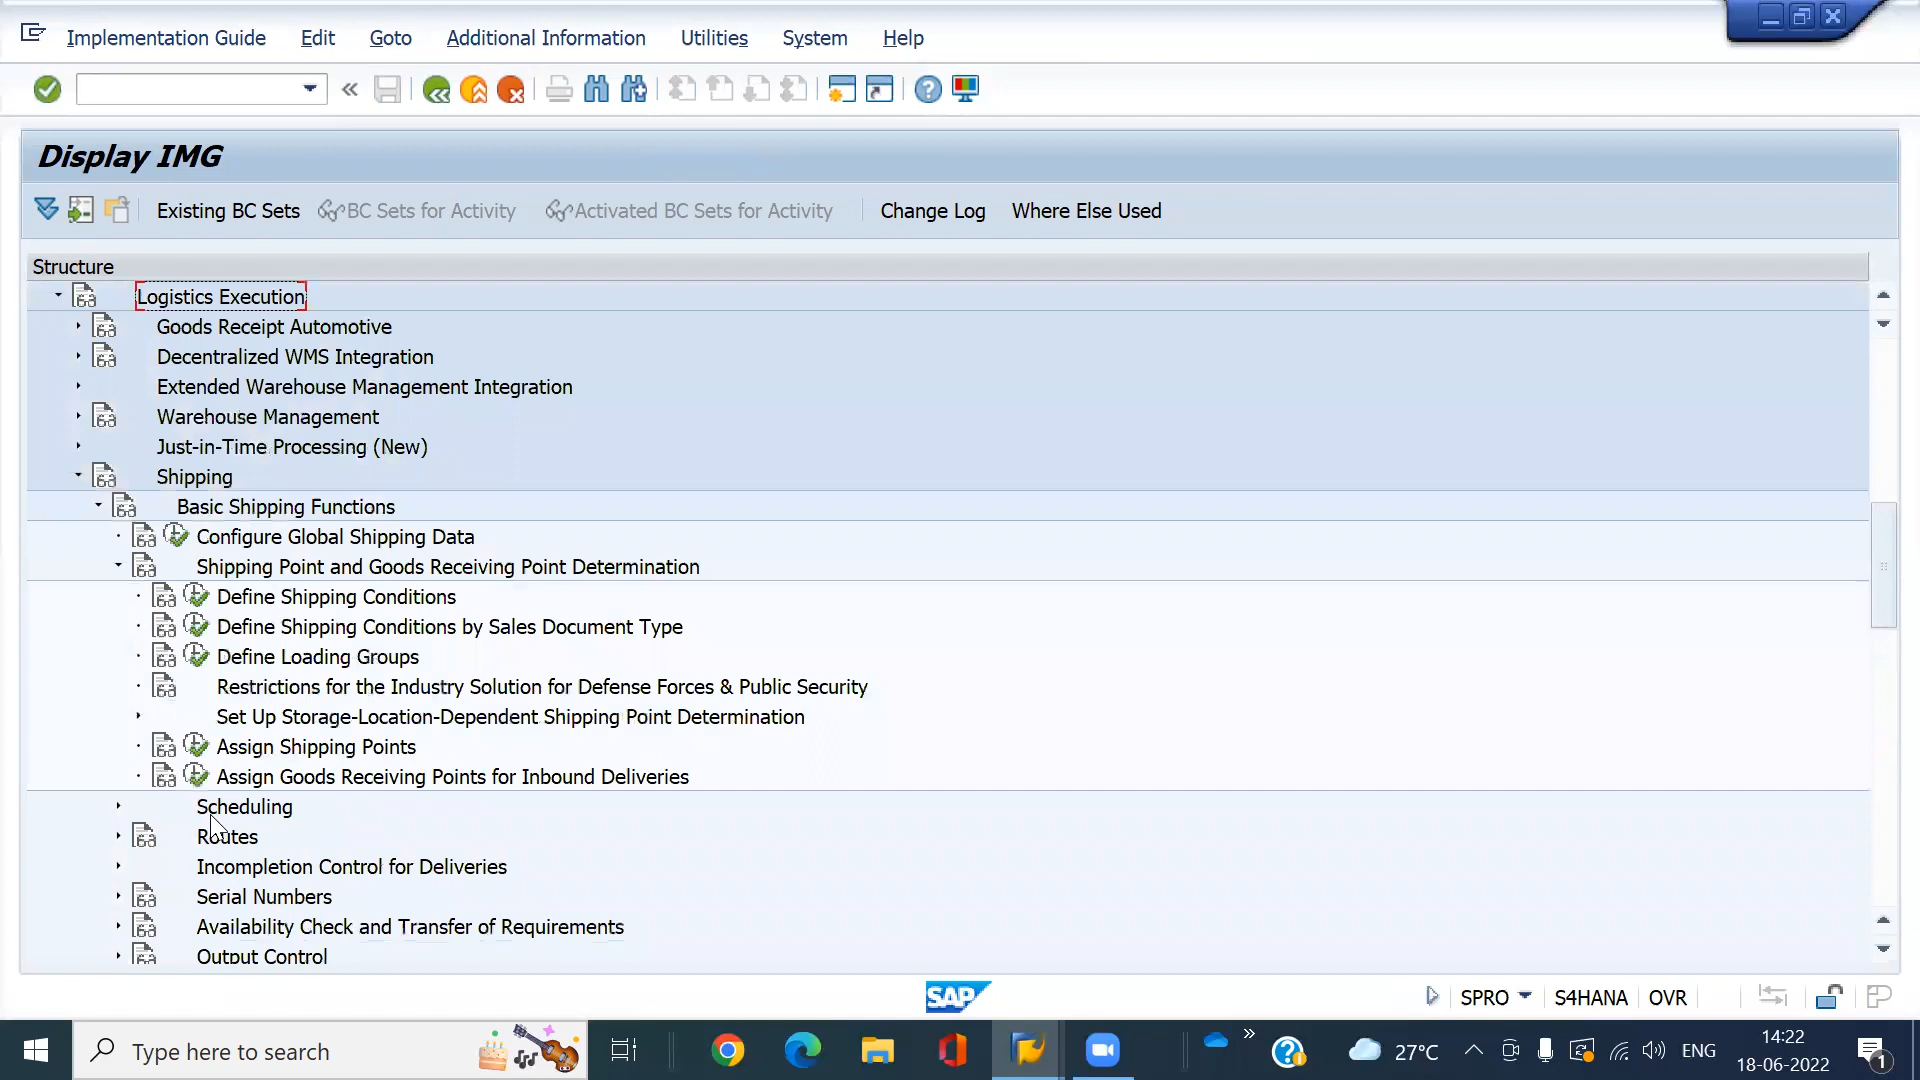 Implementation Guide Edit Goto Additional Information Utilities System Help
Display IMG
Existing BC Sets BC Sets for Activity Activated BC Sets for Activity Change Log Where Else Used
Structure
Logistics Execution
Goods Receipt Automotive
Decentralized WMS Integration
Extended Warehouse Management Integration
Warehouse Management
Just-in-Time Processing (New)
Shipping
Basic Shipping Functions
Configure Global Shipping Data
Shipping Point and Goods Receiving Point Determination
Define Shipping Conditions
Define Shipping Conditions by Sales Document Type
Define Loading Groups
Restrictions for the Industry Solution for Defense Forces & Public Security
Set Up Storage-Location-Dependent Shipping Point Determination
Assign Shipping Points
Assign Goods Receiving Points for Inbound Deliveries
Scheduling
Routes
Incompletion Control for Deliveries
Serial Numbers
Availability Check and Transfer of Requirements
Output Control
SAP SPRO S4HANA OVR
Type here to search 27°C ENG 14:22
18-06-2022 1